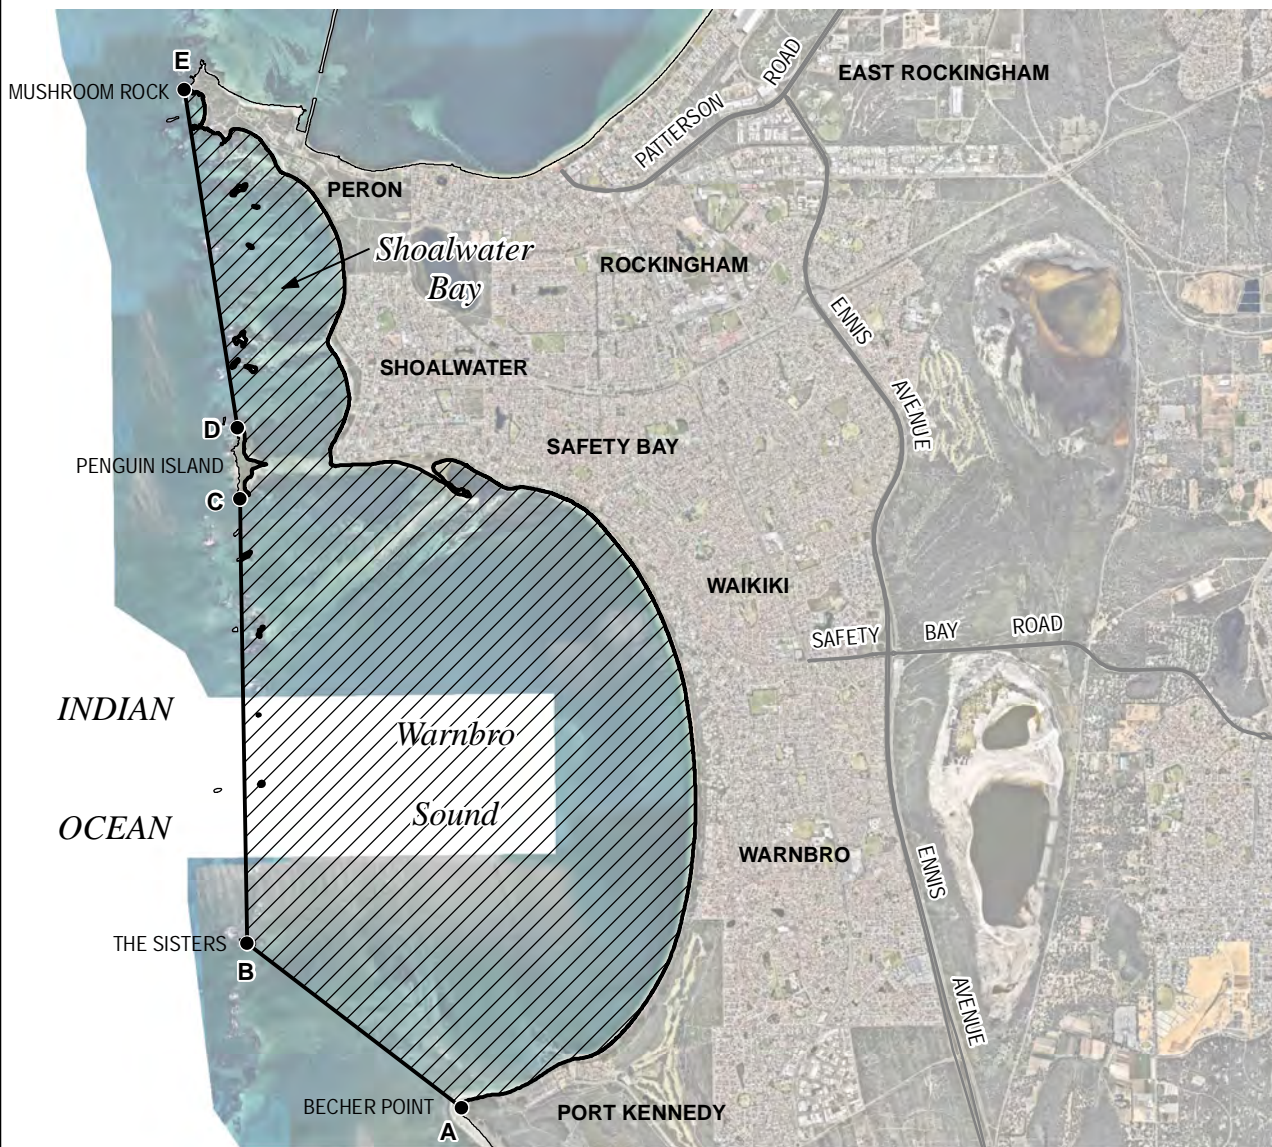 E
MUSHROOM ROCK
EAST ROCKINGHAM
PATTERSON ROAD
PERON
Shoalwater
Bay
ROCKINGHAM
ENNIS
AVENUE
SHOALWATER
D'
SAFETY BAY
PENGUIN ISLAND
C
WAIKIKI
SAFETY BAY ROAD
INDIAN
OCEAN
Warnbro
Sound
WARNBRO
ENNIS
AVENUE
THE SISTERS
B
BECHER POINT
A
PORT KENNEDY